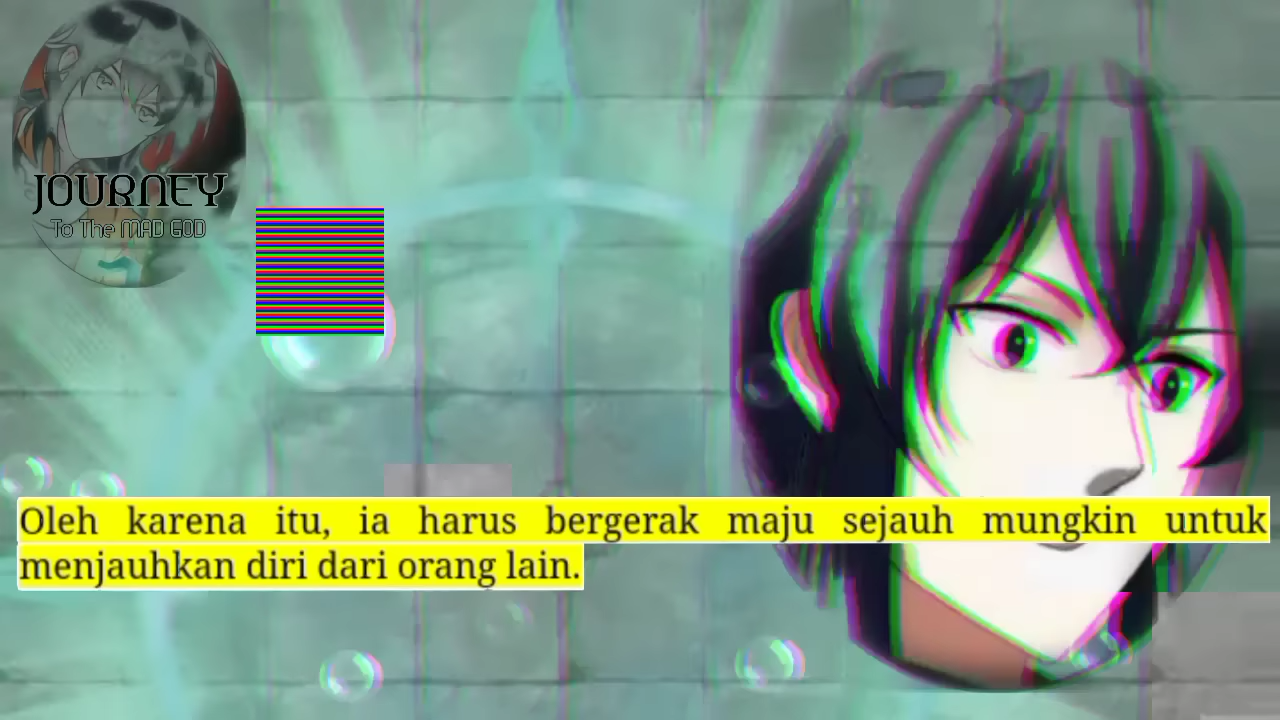 JOURNEY
To The MAD GOD
Oleh karena itu, ia harus bergerak maju sejauh mungkin untuk
menjauhkan diri dari orang lain.